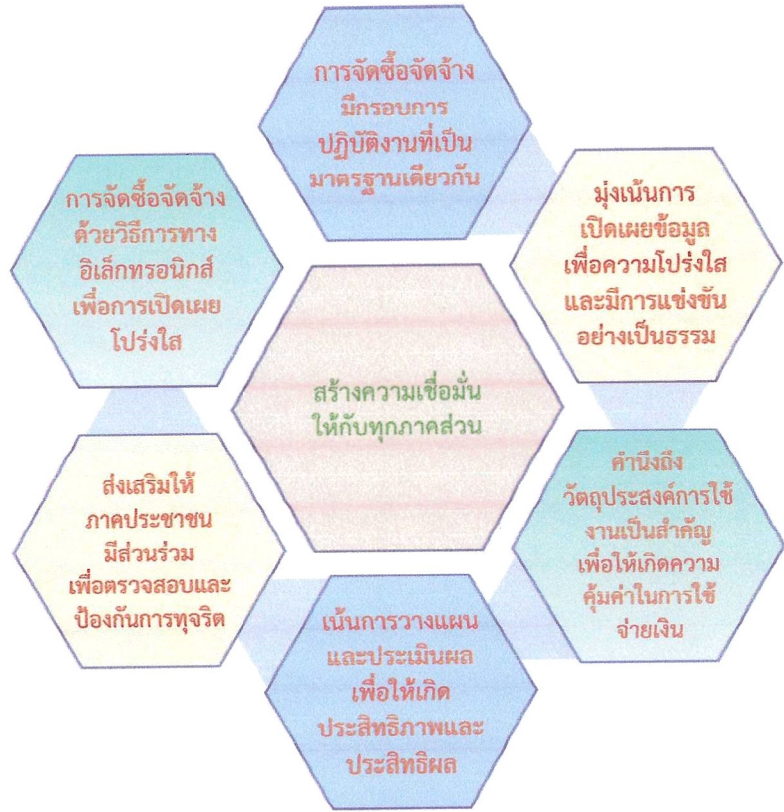 การจัดซื้อจัดจ้าง
มีกรอบการ
ปฏิบัติงานที่เป็น
มาตรฐานเดียวกัน
มุ่งเน้นการ
เปิดเผยข้อมูล
เพื่อความโปร่งใส
และมีการแข่งขัน
อย่างเป็นธรรม
คำนึงถึง
วัตถุประสงค์การใช้
งานเป็นสำคัญ
เพื่อให้เกิดความ
คุ้มค่าในการใช้
จ่ายเงิน
เน้นการวางแผน
และประเมินผล
เพื่อให้เกิด
ประสิทธิภาพและ
ประสิทธิผล
ส่งเสริมให้
ภาคประชาชน
มีส่วนร่วม
เพื่อตรวจสอบและ
ป้องกันการทุจริต
การจัดซื้อจัดจ้าง
ด้วยวิธีการทาง
อิเล็กทรอนิกส์
เพื่อการเปิดเผย
โปร่งใส
สร้างความเชื่อมั่น
ให้กับทุกภาคส่วน